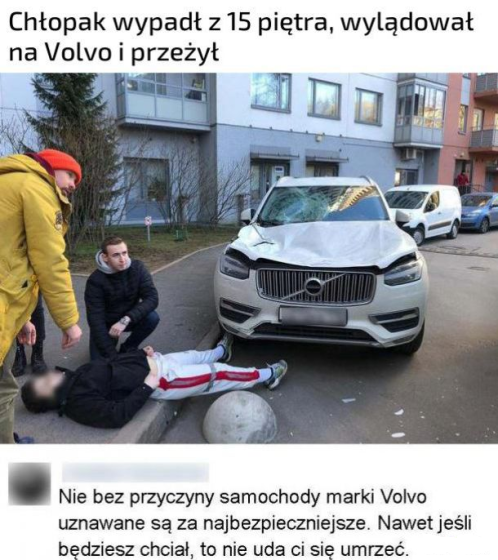 Chłopak wypadł z 15 piętra, wylądował
na Volvo i przeżył
Nie bez przyczyny samochody marki Volvo
uznawane są za najbezpieczniejsze. Nawet jeśli
będziesz chciał, to nie uda ci się umrzeć.